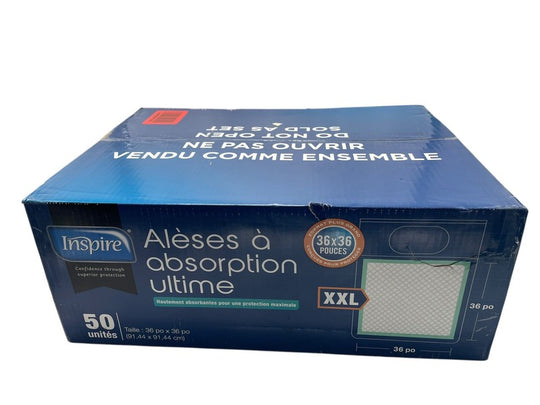 SOLD AS SET
DO NOT OPEN
NE PAS OUVRIR
VENDU COMME ENSEMBLE
Inspire
Confidence through
superior protection
Alèses à
absorption
ultime
Hautement absorbantes pour une protection maximale
50
unités
Taille : 36 po x 36 po
(91,44 x 91,44 cm)
36x36
POUCES
XXL
36 po
36 po